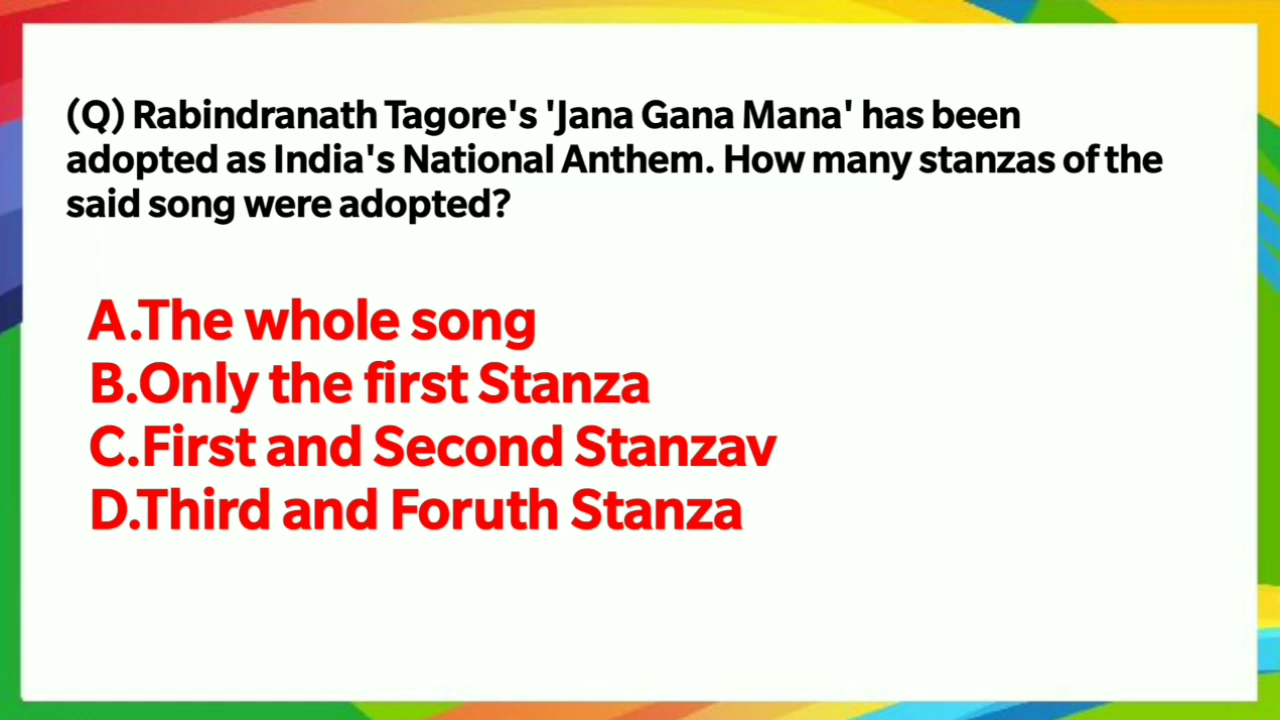 (Q) Rabindranath Tagore's 'Jana Gana Mana' has been
adopted as India's National Anthem. How many stanzas of the
said song were adopted?
A.The whole song
B.Only the first Stanza
C.First and Second Stanzav
D.Third and Foruth Stanza